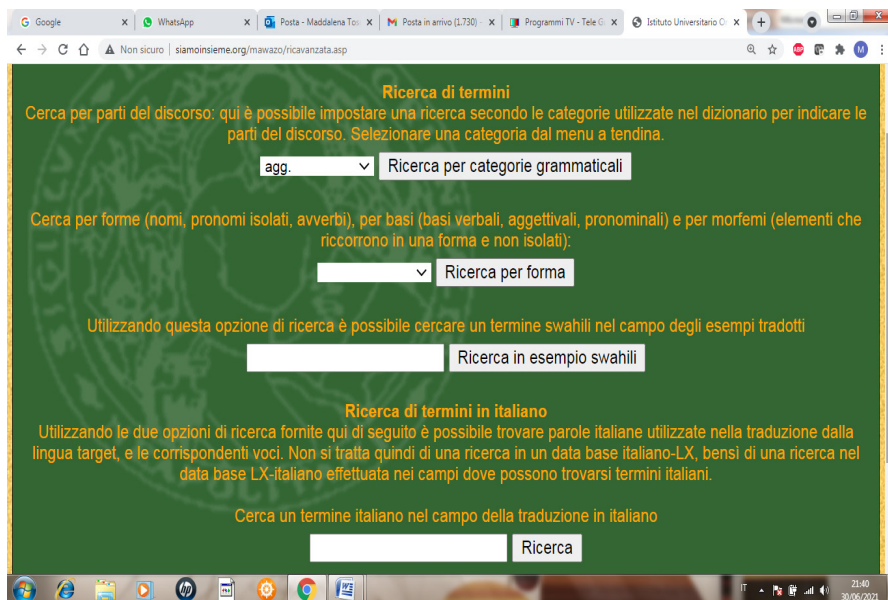 Google
WhatsApp
Posta - Maddalena Tos
Posta in arrivo (1.730) -
Programmi TV - Tele G
Istituto Universitario O
Non sicuro | siamoinsieme.org/mawazo/ricavanzata.asp
ABP
M
Ricerca di termini
Cerca per parti del discorso: qui è possibile impostare una ricerca secondo le categorie utilizzate nel dizionario per indicare le
parti del discorso. Selezionare una categoria dal menu a tendina.
agg. Ricerca per categorie grammaticali
Cerca per forme (nomi, pronomi isolati, avverbi), per basi (basi verbali, aggettivali, pronominali) e per morfemi (elementi che
riccorrono in una forma e non isolati):
Ricerca per forma
Utilizzando questa opzione di ricerca è possibile cercare un termine swahili nel campo degli esempi tradotti
Ricerca in esempio swahili
Ricerca di termini in italiano
Utilizzando le due opzioni di ricerca fornite qui di seguito è possibile trovare parole italiane utilizzate nella traduzione dalla
lingua target, e le corrispondenti voci. Non si tratta quindi di una ricerca in un data base italiano-LX, bensì di una ricerca nel
data base LX-italiano effettuata nei campi dove possono trovarsi termini italiani.
Cerca un termine italiano nel campo della traduzione in italiano
Ricerca
IT
21:40
30/06/2021